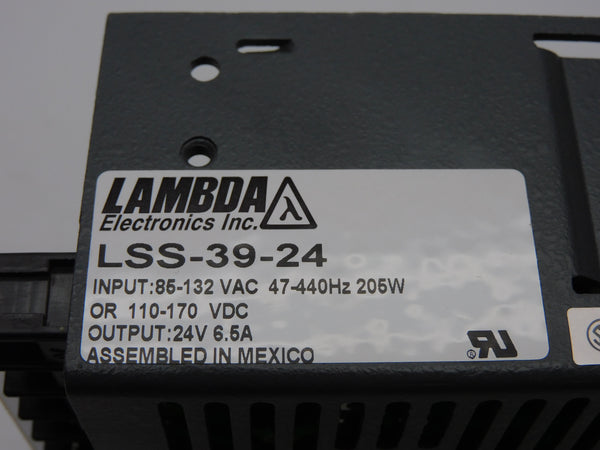 LAMBDA λ
Electronics Inc.
LSS-39-24
INPUT:85-132 VAC 47-440Hz 205W
OR 110-170 VDC
OUTPUT:24V 6.5A
ASSEMBLED IN MEXICO